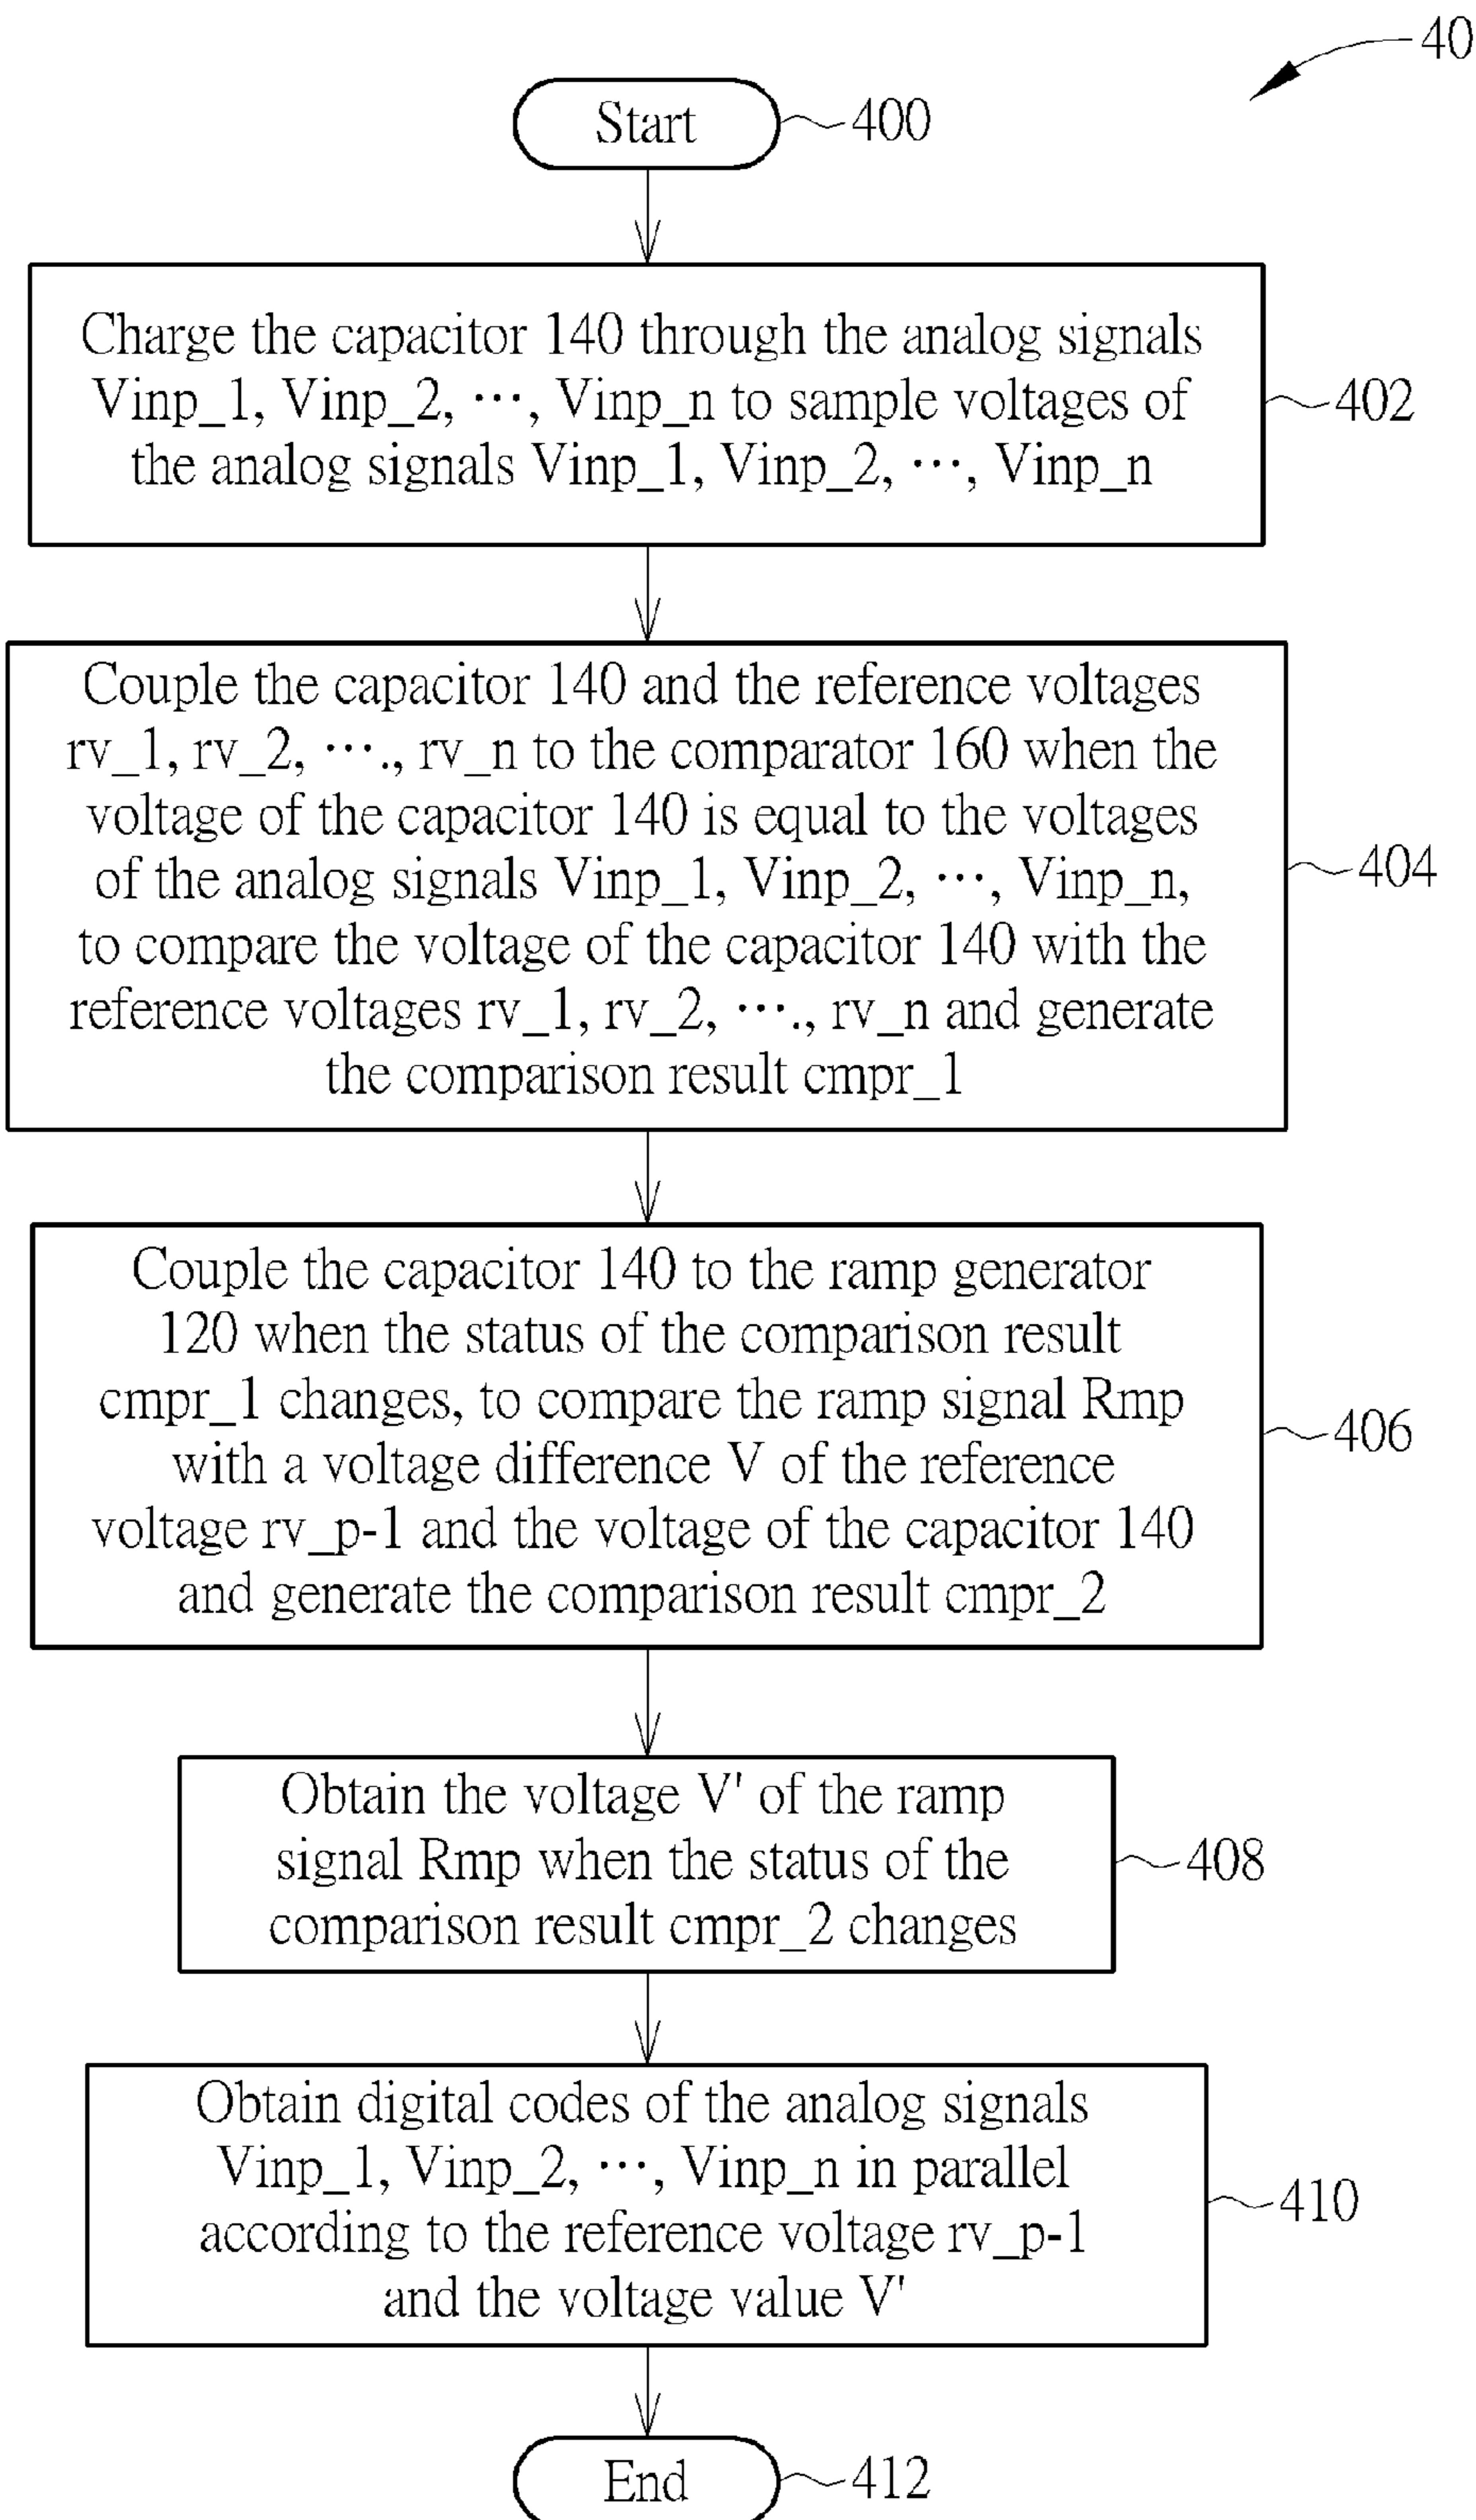 40
Start
400
Charge the capacitor 140 through the analog signals
Vinp_1, Vinp_2, ⋯, Vinp_n to sample voltages of
the analog signals Vinp_1, Vinp_2, ⋯, Vinp_n
402
Couple the capacitor 140 and the reference voltages
rv_1, rv_2, ⋯., rv_n to the comparator 160 when the
voltage of the capacitor 140 is equal to the voltages
of the analog signals Vinp_1, Vinp_2, ⋯, Vinp_n,
to compare the voltage of the capacitor 140 with the
reference voltages rv_1, rv_2, ⋯., rv_n and generate
the comparison result cmpr_1
404
Couple the capacitor 140 to the ramp generator
120 when the status of the comparison result
cmpr_1 changes, to compare the ramp signal Rmp
with a voltage difference V of the reference
voltage rv_p-1 and the voltage of the capacitor 140
and generate the comparison result cmpr_2
406
Obtain the voltage V' of the ramp
signal Rmp when the status of the
comparison result cmpr_2 changes
408
Obtain digital codes of the analog signals
Vinp_1, Vinp_2, ⋯, Vinp_n in parallel
according to the reference voltage rv_p-1
and the voltage value V'
410
End
412